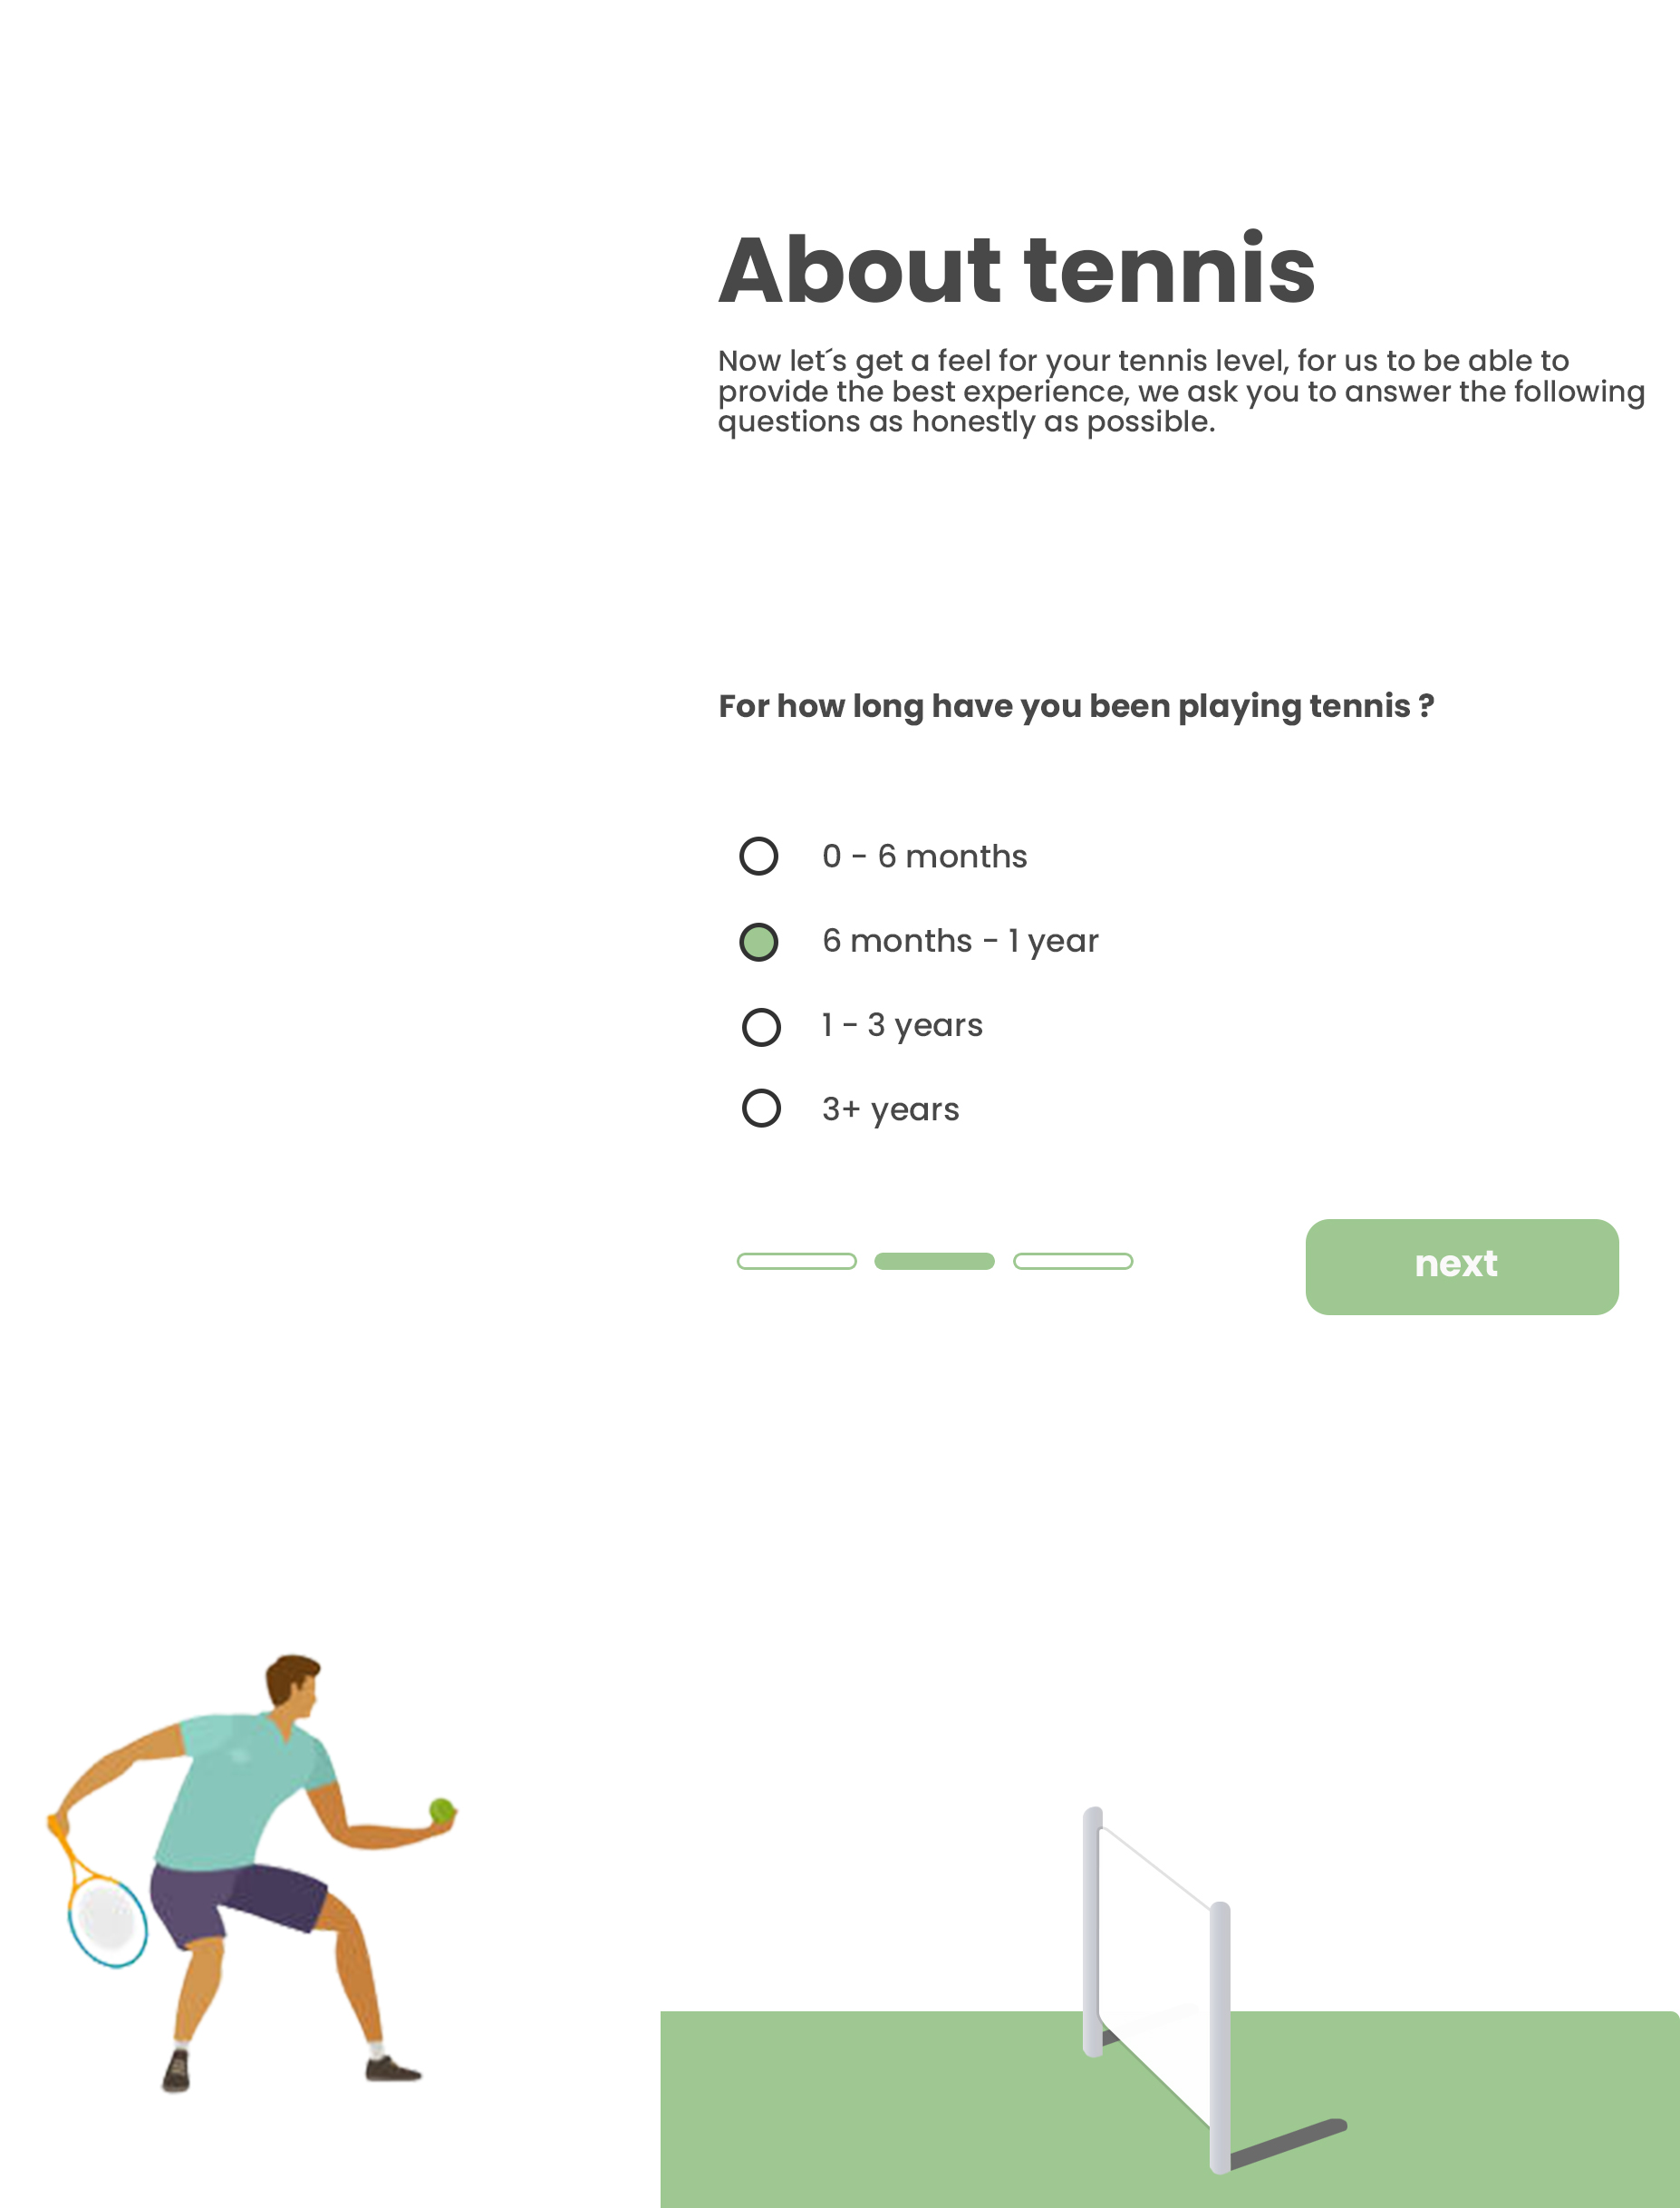 About tennis
Now let´s get a feel for your tennis level, for us to be able to
provide the best experience, we ask you to answer the following
questions as honestly as possible.
For how long have you been playing tennis ?
0 - 6 months
6 months - 1 year
1 - 3 years
3+ years
next